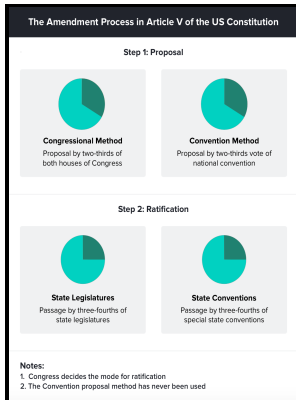 The Amendment Process in Article V of the US Constitution
Step 1: Proposal
Congressional Method
Proposal by two-thirds of
both houses of Congress
Convention Method
Proposal by two-thirds vote of
national convention
Step 2: Ratification
State Legislatures
Passage by three-fourths of
state legislatures
State Conventions
Passage by three-fourths of
special state conventions
Notes:
1. Congress decides the mode for ratification
2. The Convention proposal method has never been used